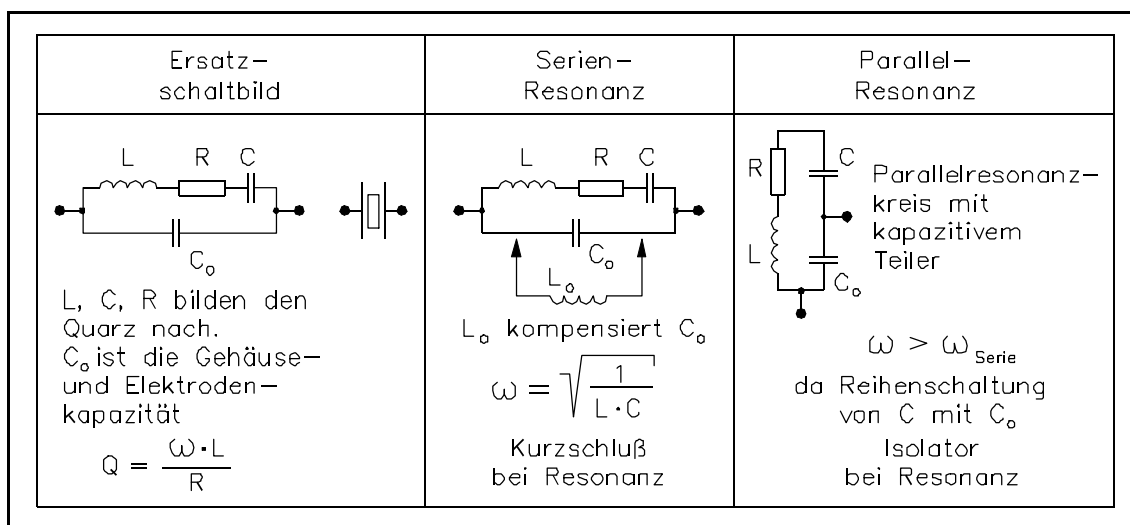 Ersatz–
schaltbild
L R C
C₀
L, C, R bilden den
Quarz nach.
C₀ ist die Gehäuse–
und Elektroden–
kapazität
Q = ω·L / R
Serien–
Resonanz
L R C
C₀
L₀
L₀ kompensiert C₀
ω = √(1 / L·C)
Kurzschluß
bei Resonanz
Parallel–
Resonanz
R C
L C₀
Parallelresonanz–
kreis mit
kapazitivem
Teiler
ω > ω Serie
da Reihenschaltung
von C mit C₀
Isolator
bei Resonanz